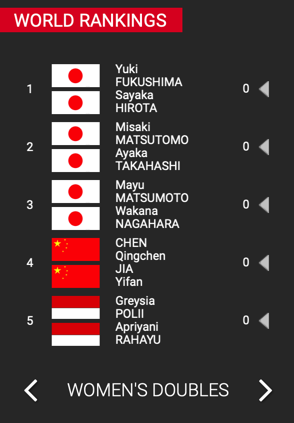 WORLD RANKINGS
1
Yuki
FUKUSHIMA
Sayaka
HIROTA
0
2
Misaki
MATSUTOMO
Ayaka
TAKAHASHI
0
3
Mayu
MATSUMOTO
Wakana
NAGAHARA
0
4
CHEN
Qingchen
JIA
Yifan
0
5
Greysia
POLII
Apriyani
RAHAYU
0
WOMEN'S DOUBLES